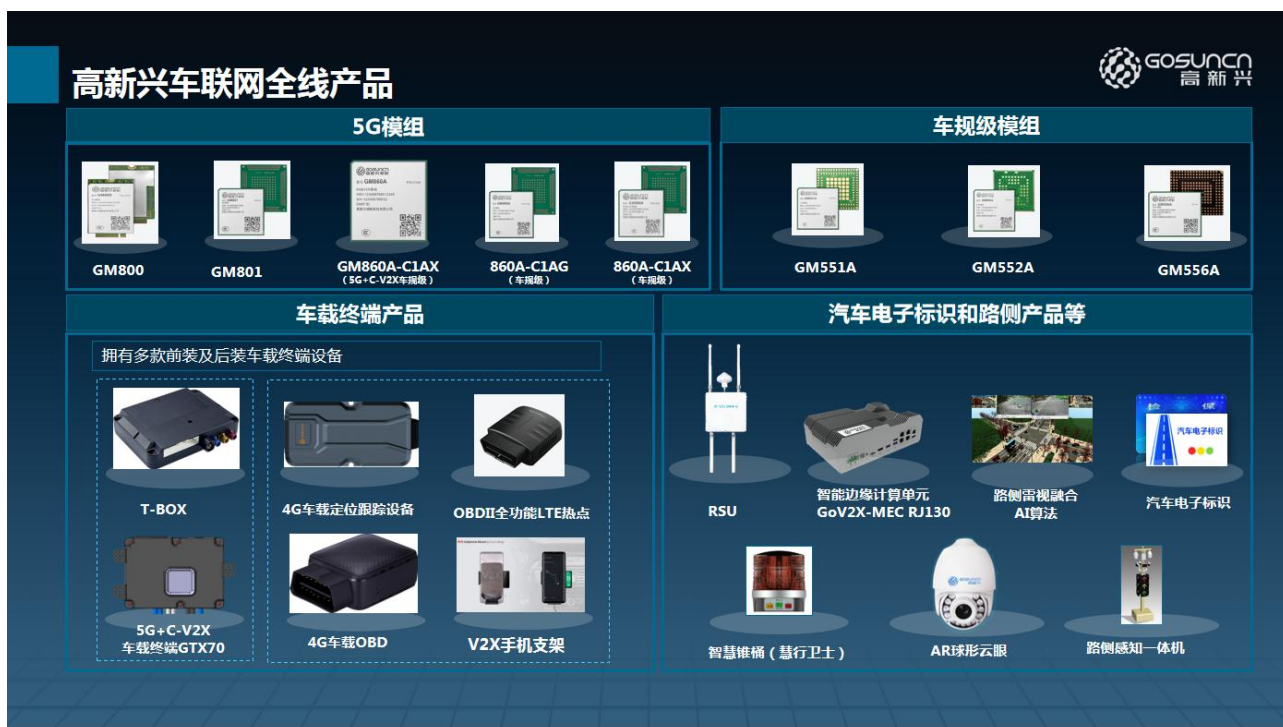 高新兴车联网全线产品
GOSUNCN
高新兴
5G模组
GM860A
GM800
GM801
GM860A-C1AX
（5G+C-V2X车规级）
860A-C1AG
（车规级）
860A-C1AX
（车规级）
车规级模组
GM551A
GM552A
GM556A
车载终端产品
拥有多款前装及后装车载终端设备
T-BOX
4G车载定位跟踪设备
OBDII全功能LTE热点
5G+C-V2X
车载终端GTX70
4G车载OBD
V2X手机支架
汽车电子标识和路侧产品等
RSU
智能边缘计算单元
GoV2X-MEC RJ130
路侧雷视融合
AI算法
汽车电子标识
汽车电子标识
智慧锥桶（慧行卫士）
GOSUNCN
AR球形云眼
路侧感知一体机